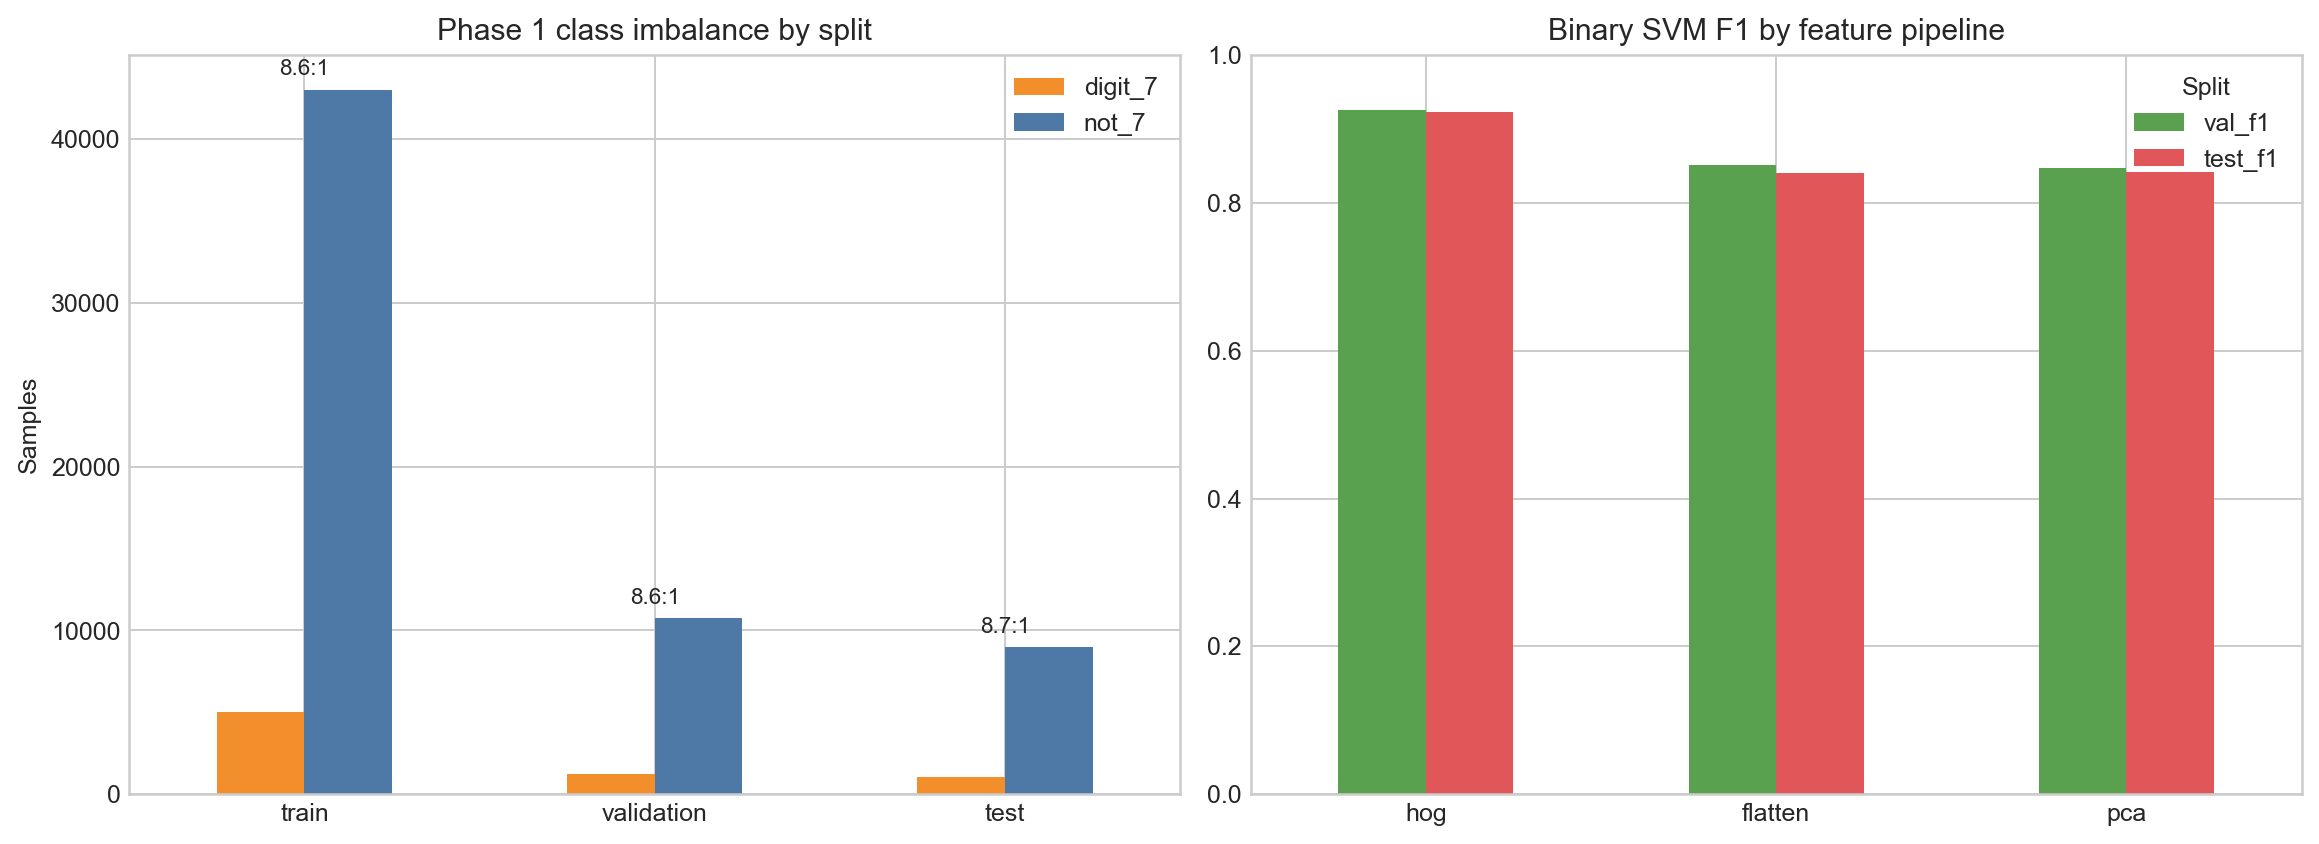 Phase 1 class imbalance by split
8.6:1
digit_7
not_7
40000
30000
20000
10000
0
Samples
8.6:1
8.7:1
train
validation
test
Binary SVM F1 by feature pipeline
1.0
0.8
0.6
0.4
0.2
0.0
Split
val_f1
test_f1
hog
flatten
pca